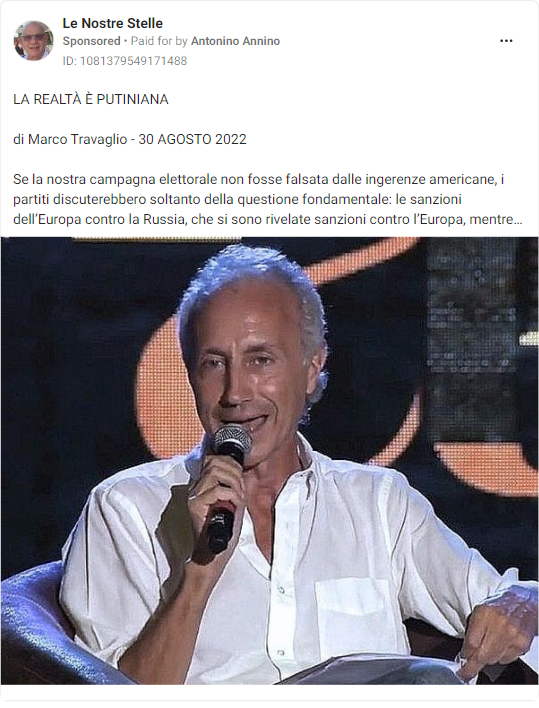 Le Nostre Stelle
Sponsored • Paid for by Antonino Annino
ID: 1081379549171488
LA REALTÀ È PUTINIANA
di Marco Travaglio - 30 AGOSTO 2022
Se la nostra campagna elettorale non fosse falsata dalle ingerenze americane, i
partiti discuterebbero soltanto della questione fondamentale: le sanzioni
dell’Europa contro la Russia, che si sono rivelate sanzioni contro l’Europa, mentre...